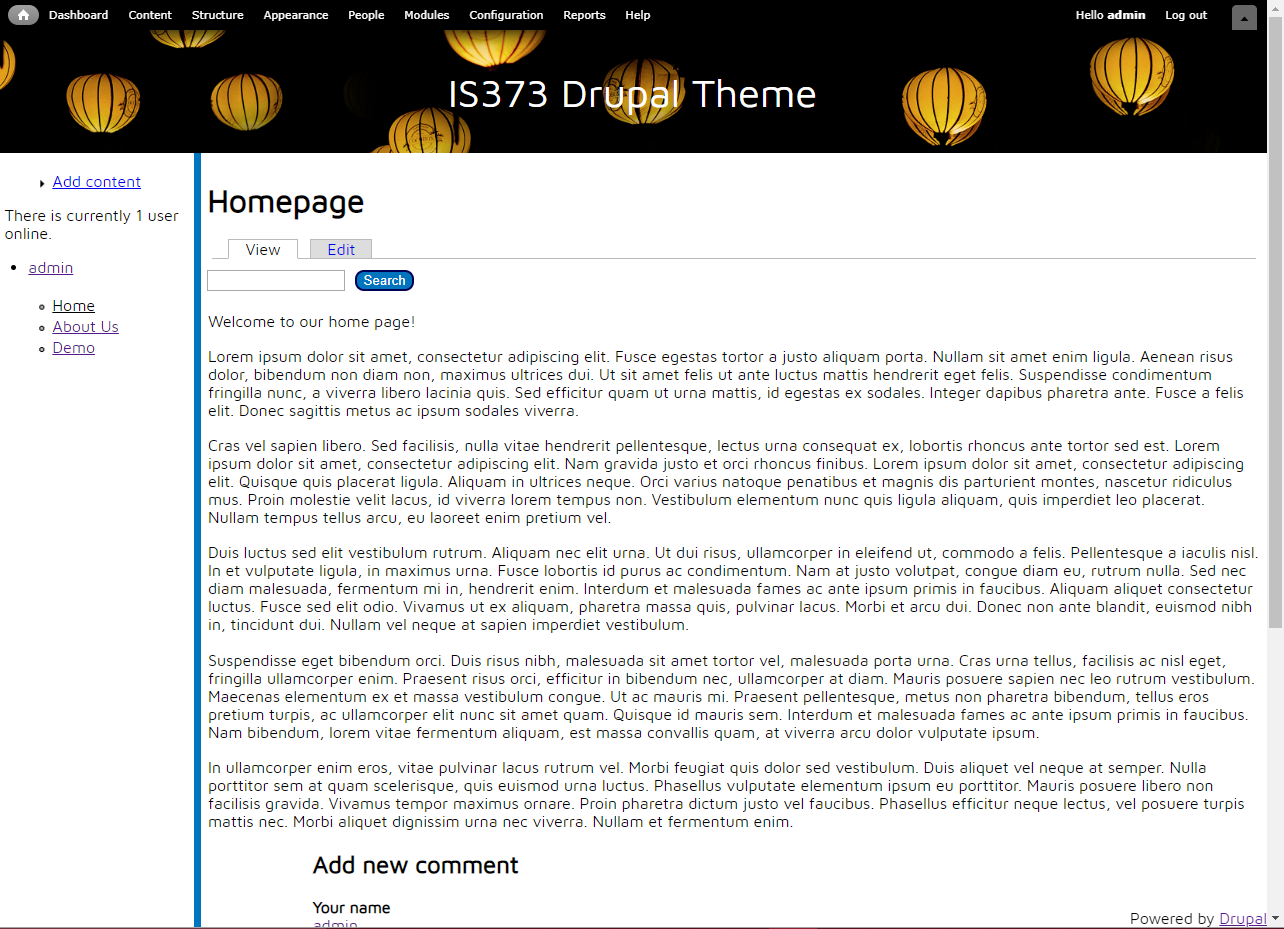 Dashboard Content Structure Appearance People Modules Configuration Reports Help Hello admin Log out
IS373 Drupal Theme
Add content
There is currently 1 user
online.
admin
Home
About Us
Demo
Homepage
View Edit
Search
Welcome to our home page!
Lorem ipsum dolor sit amet, consectetur adipiscing elit. Fusce egestas tortor a justo aliquam porta. Nullam sit amet enim ligula. Aenean risus
dolor, bibendum non diam non, maximus ultrices dui. Ut sit amet felis ut ante luctus mattis hendrerit eget felis. Suspendisse condimentum
fringilla nunc, a viverra libero lacinia quis. Sed efficitur quam ut urna mattis, id egestas ex sodales. Integer dapibus pharetra ante. Fusce a felis
elit. Donec sagittis metus ac ipsum sodales viverra.
Cras vel sapien libero. Sed facilisis, nulla vitae hendrerit pellentesque, lectus urna consequat ex, lobortis rhoncus ante tortor sed est. Lorem
ipsum dolor sit amet, consectetur adipiscing elit. Nam gravida justo et orci rhoncus finibus. Lorem ipsum dolor sit amet, consectetur adipiscing
elit. Quisque quis placerat ligula. Aliquam in ultrices neque. Orci varius natoque penatibus et magnis dis parturient montes, nascetur ridiculus
mus. Proin molestie velit lacus, id viverra lorem tempus non. Vestibulum elementum nunc quis ligula aliquam, quis imperdiet leo placerat.
Nullam tempus tellus arcu, eu laoreet enim pretium vel.
Duis luctus sed elit vestibulum rutrum. Aliquam nec elit urna. Ut dui risus, ullamcorper in eleifend ut, commodo a felis. Pellentesque a iaculis nisl.
In et vulputate ligula, in maximus urna. Fusce lobortis id purus ac condimentum. Nam at justo volutpat, congue diam eu, rutrum nulla. Sed nec
diam malesuada, fermentum mi in, hendrerit enim. Interdum et malesuada fames ac ante ipsum primis in faucibus. Aliquam aliquet consectetur
luctus. Fusce sed elit odio. Vivamus ut ex aliquam, pharetra massa quis, pulvinar lacus. Morbi et arcu dui. Donec non ante blandit, euismod nibh
in, tincidunt dui. Nullam vel neque at sapien imperdiet vestibulum.
Suspendisse eget bibendum orci. Duis risus nibh, malesuada sit amet tortor vel, malesuada porta urna. Cras urna tellus, facilisis ac nisl eget,
fringilla ullamcorper enim. Praesent risus orci, efficitur in bibendum nec, ullamcorper at diam. Mauris posuere sapien nec leo rutrum vestibulum.
Maecenas elementum ex et massa vestibulum congue. Ut ac mauris mi. Praesent pellentesque, metus non pharetra bibendum, tellus eros
pretium turpis, ac ullamcorper elit nunc sit amet quam. Quisque id mauris sem. Interdum et malesuada fames ac ante ipsum primis in faucibus.
Nam bibendum, lorem vitae fermentum aliquam, est massa convallis quam, at viverra arcu dolor vulputate ipsum.
In ullamcorper enim eros, vitae pulvinar lacus rutrum vel. Morbi feugiat quis dolor sed vestibulum. Duis aliquet vel neque at semper. Nulla
porttitor sem at quam scelerisque, quis euismod urna luctus. Phasellus vulputate elementum ipsum eu porttitor. Mauris posuere libero non
facilisis gravida. Vivamus tempor maximus ornare. Proin pharetra dictum justo vel faucibus. Phasellus efficitur neque lectus, vel posuere turpis
mattis nec. Morbi aliquet dignissim urna nec viverra. Nullam et fermentum enim.
Add new comment
Your name
admin
Powered by Drupal